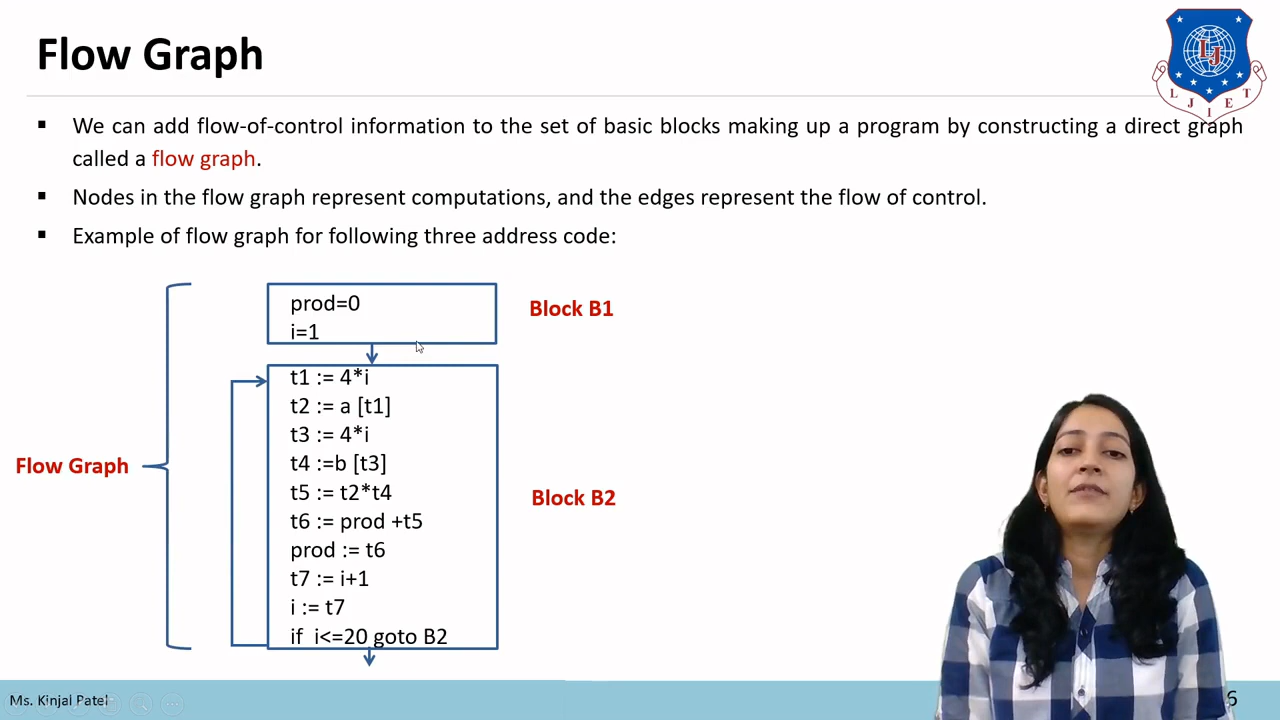 Flow Graph
L J
L J I E T
▪ We can add flow-of-control information to the set of basic blocks making up a program by constructing a direct graph
called a flow graph.
▪ Nodes in the flow graph represent computations, and the edges represent the flow of control.
▪ Example of flow graph for following three address code:
prod=0
i=1
Block B1
t1 := 4*i
t2 := a [t1]
t3 := 4*i
t4 :=b [t3]
t5 := t2*t4
t6 := prod +t5
prod := t6
t7 := i+1
i := t7
if i<=20 goto B2
Block B2
Flow Graph
Ms. Kinjal Patel
6